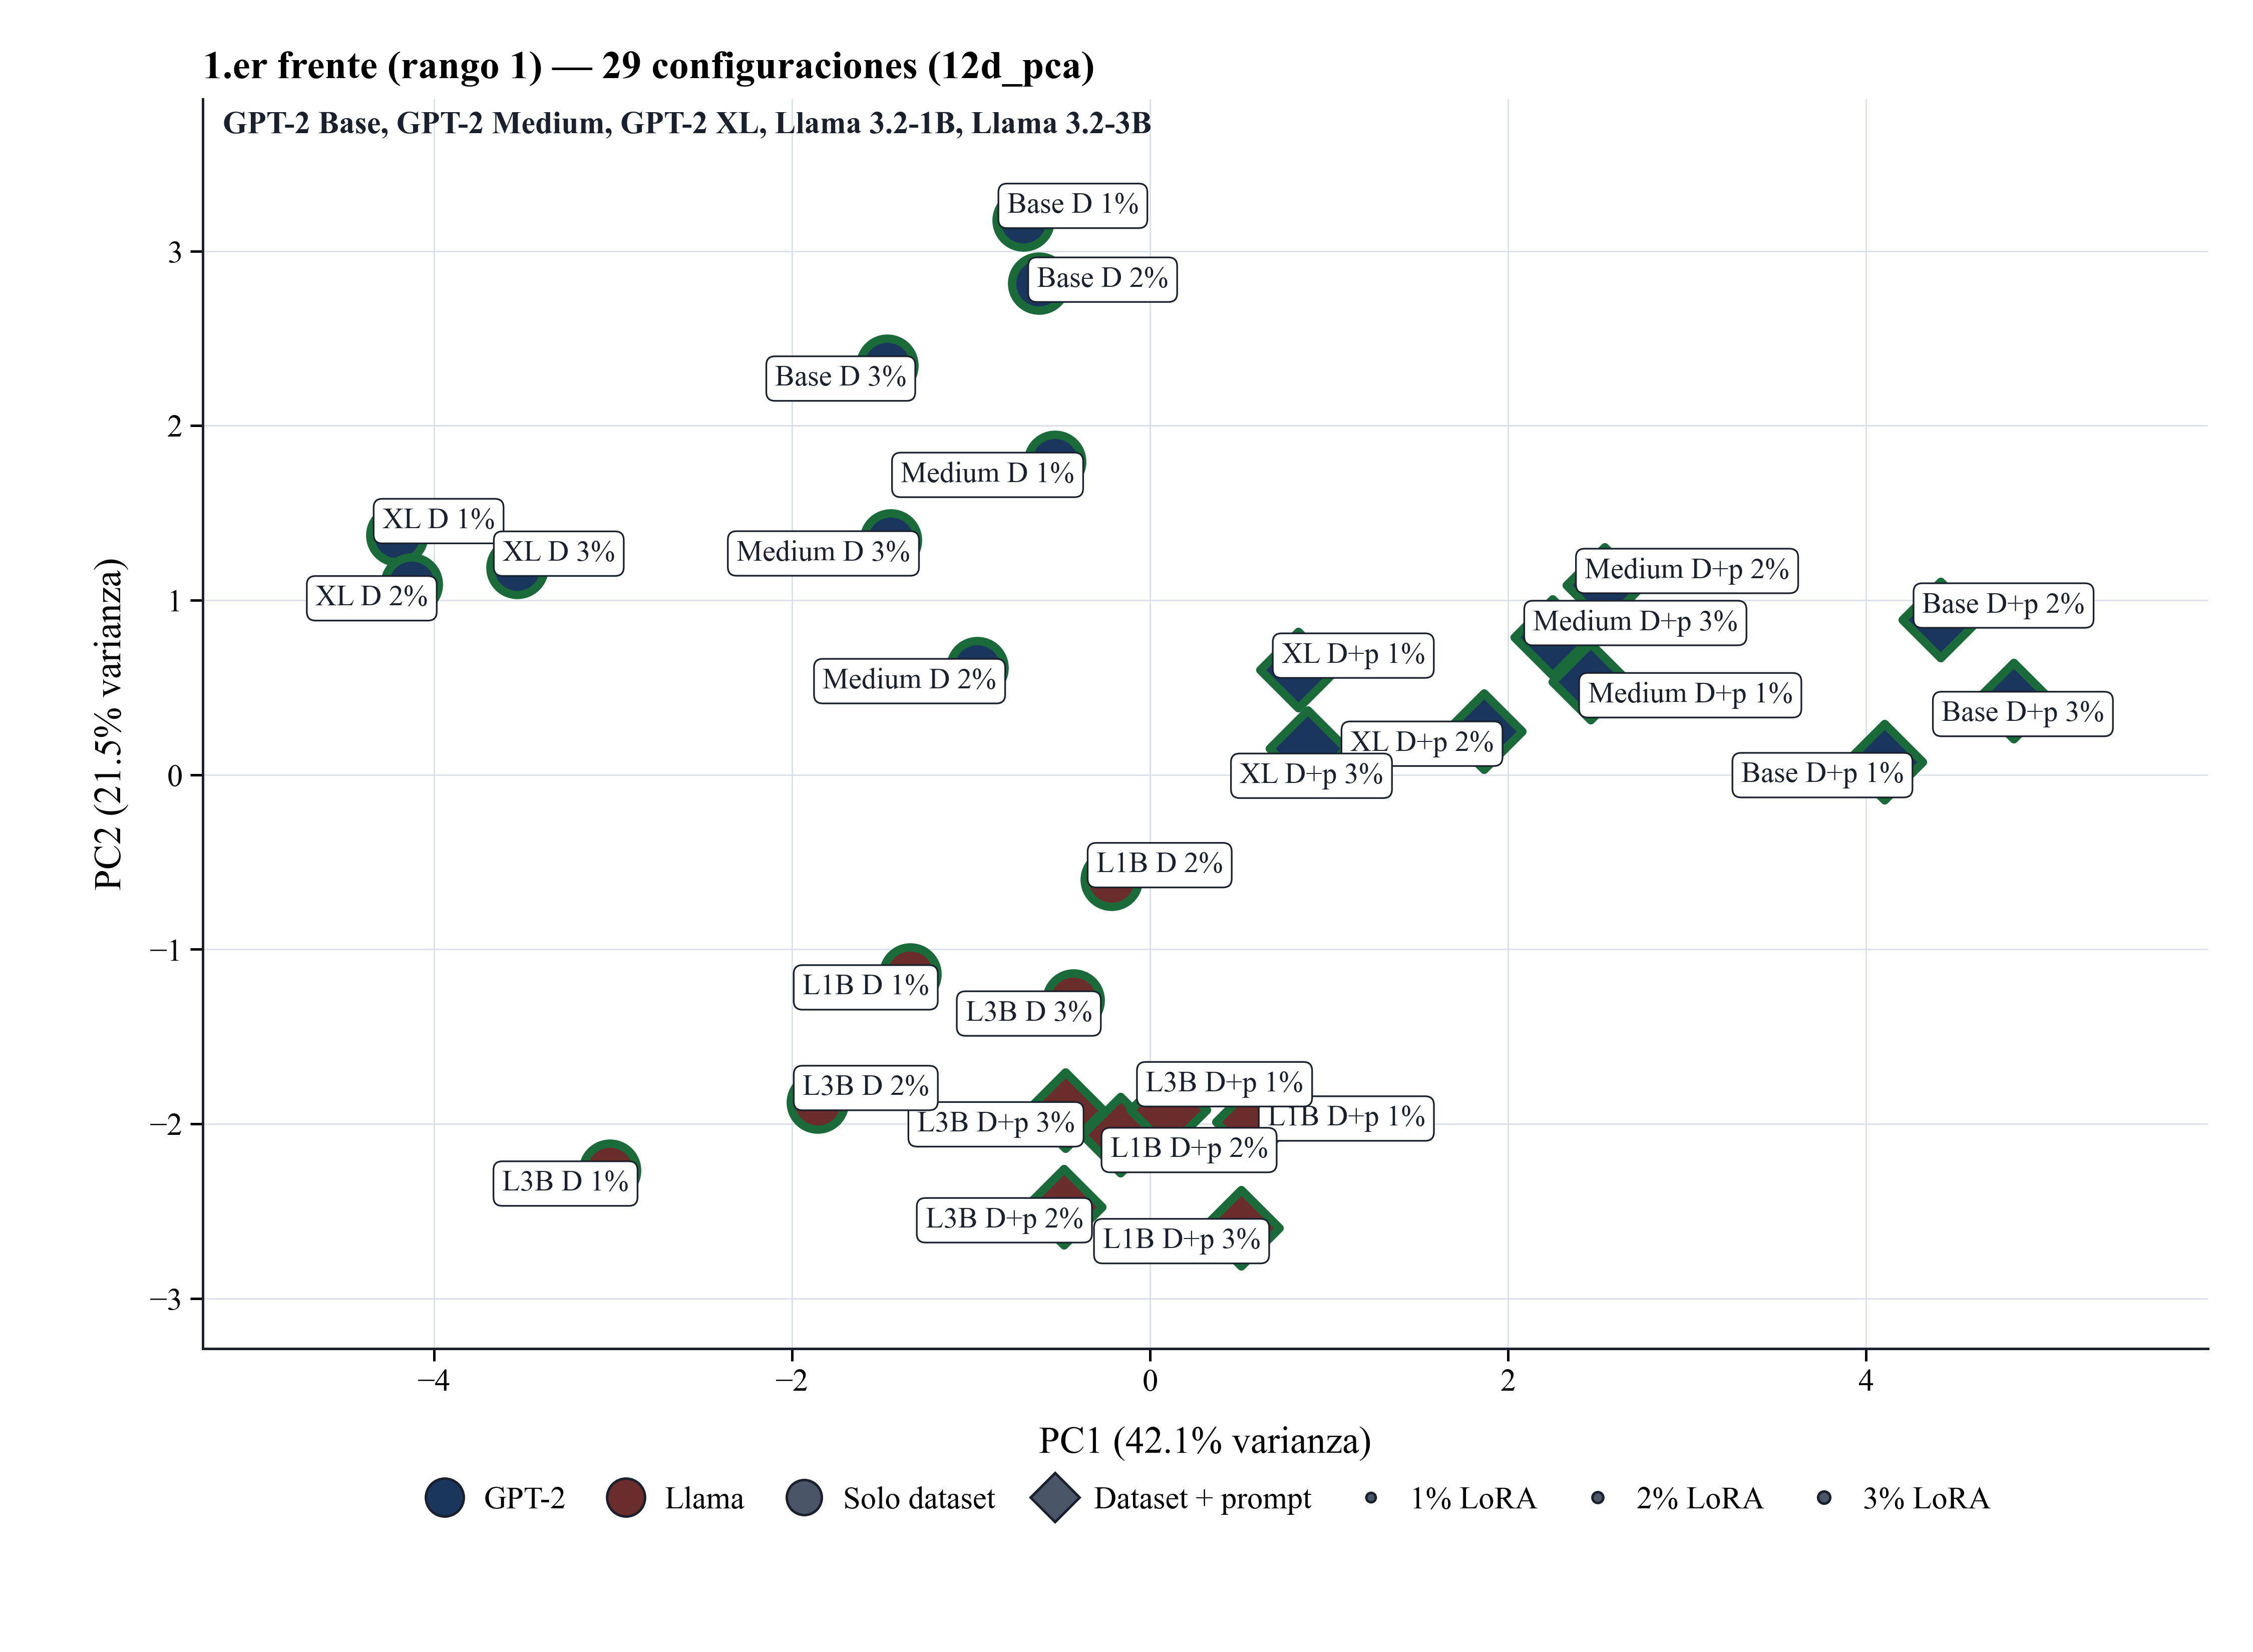 1.er frente (rango 1) — 29 configuraciones (12d_pca)
GPT-2 Base, GPT-2 Medium, GPT-2 XL, Llama 3.2-1B, Llama 3.2-3B
Base D 1%
Base D 2%
Base D 3%
Medium D 1%
XL D 1%
XL D 3%
Medium D 3%
XL D 2%
Medium D 2%
Medium D+p 2%
Medium D+p 3%
Medium D+p 1%
Base D+p 2%
Base D+p 3%
Base D+p 1%
XL D+p 1%
XL D+p 2%
XL D+p 3%
L1B D 2%
L1B D 1%
L3B D 3%
L3B D 2%
L3B D+p 1%
L3B D+p 3%
L1B D+p 1%
L1B D+p 2%
L3B D 1%
L3B D+p 2%
L1B D+p 3%
PC2 (21.5% varianza)
3
2
1
0
−1
−2
−3
−4
−2
0
2
4
PC1 (42.1% varianza)
GPT-2
Llama
Solo dataset
Dataset + prompt
1% LoRA
2% LoRA
3% LoRA